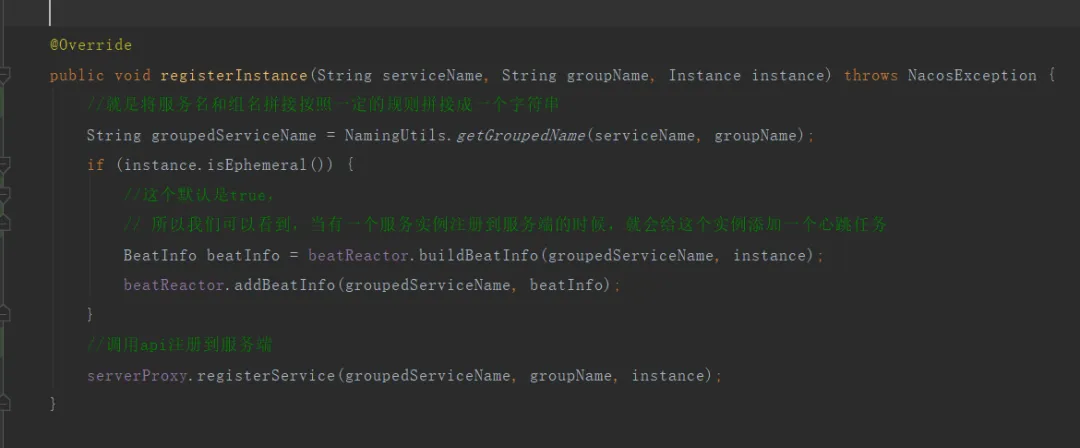 @Override
public void registerInstance(String serviceName, String groupName, Instance instance) throws NacosException {
//就是将服务名和组名拼接按照一定的规则拼接成一个字符串
String groupedServiceName = NamingUtils.getGroupedName(serviceName, groupName);
if (instance.isEphemeral()) {
//这个默认是true，
// 所以我们可以看到，当有一个服务实例注册到服务端的时候，就会给这个实例添加一个心跳任务
BeatInfo beatInfo = beatReactor.buildBeatInfo(groupedServiceName, instance);
beatReactor.addBeatInfo(groupedServiceName, beatInfo);
}
//调用api注册到服务端
serverProxy.registerService(groupedServiceName, groupName, instance);
}